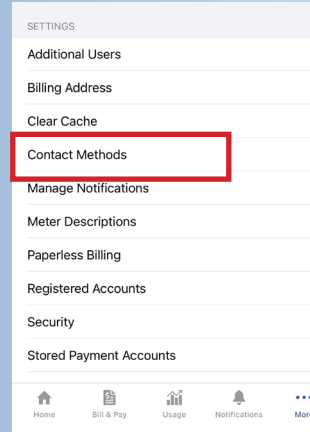 SETTINGS
Additional Users
Billing Address
Clear Cache
Contact Methods
Manage Notifications
Meter Descriptions
Paperless Billing
Registered Accounts
Security
Stored Payment Accounts
Home Bill & Pay Usage Notifications More